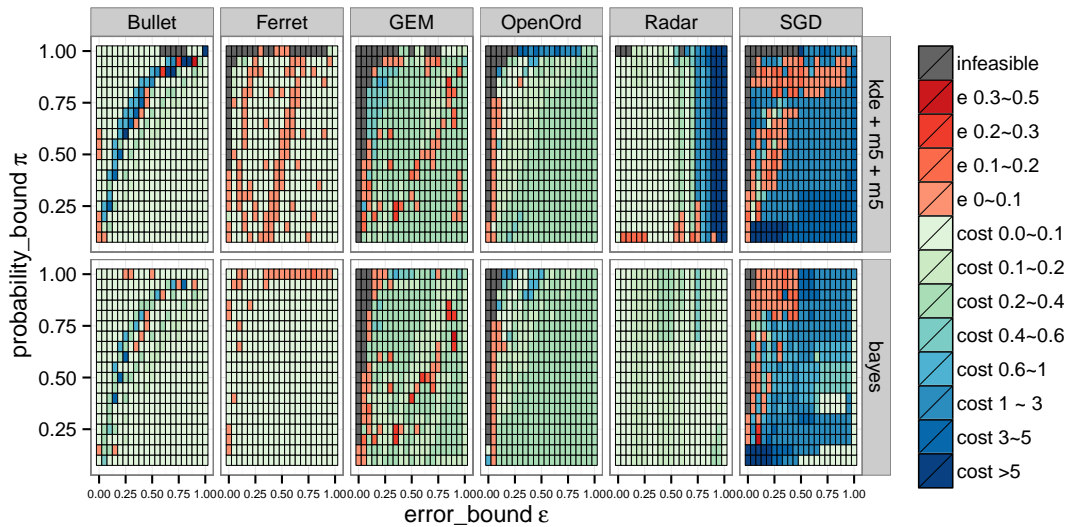 Bullet Ferret GEM OpenOrd Radar SGD
probability_bound π
1.00
0.75
0.50
0.25
kde + m5 + m5
1.00
0.75
0.50
0.25
bayes
0.00 0.25 0.50 0.75 1.00 0.00 0.25 0.50 0.75 1.00 0.00 0.25 0.50 0.75 1.00 0.00 0.25 0.50 0.75 1.00 0.00 0.25 0.50 0.75 1.00 0.00 0.25 0.50 0.75 1.00
error_bound ε
infeasible
e 0.3~0.5
e 0.2~0.3
e 0.1~0.2
e 0~0.1
cost 0.0~0.1
cost 0.1~0.2
cost 0.2~0.4
cost 0.4~0.6
cost 0.6~1
cost 1 ~ 3
cost 3~5
cost >5